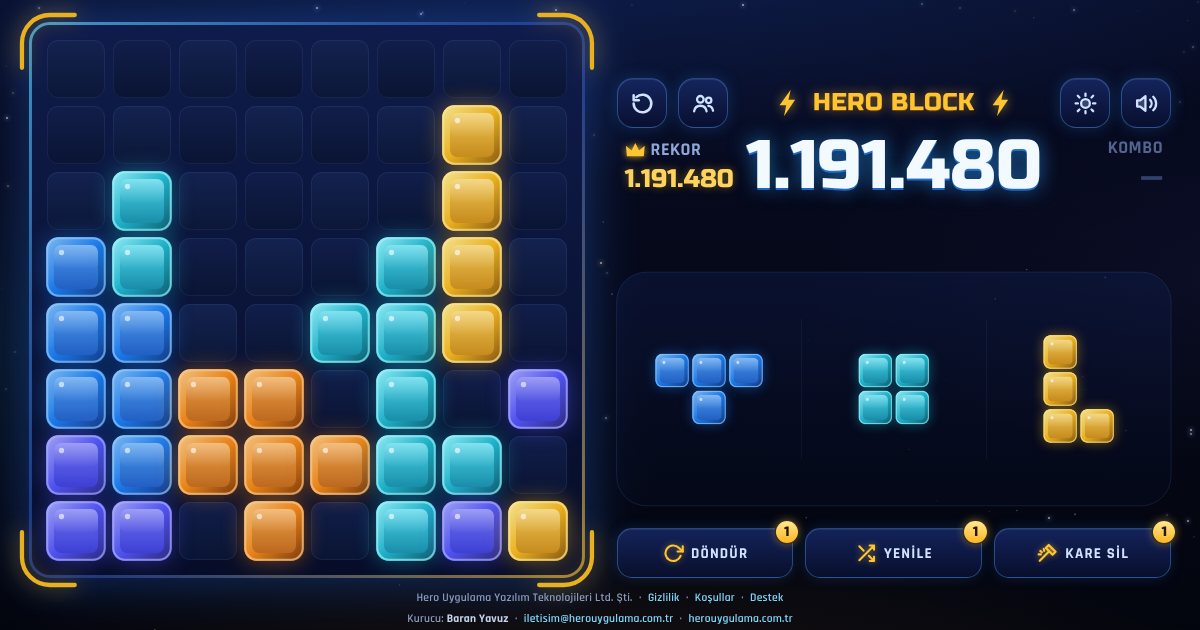 HERO BLOCK
REKOR
1.191.480
1.191.480
KOMBO
—
DÖNDÜR 1
YENİLE 1
KARE SİL 1
Hero Uygulama Yazılım Teknolojileri Ltd. Şti. · Gizlilik · Koşullar · Destek
Kurucu: Baran Yavuz · iletisim@herouygulama.com.tr · herouygulama.com.tr